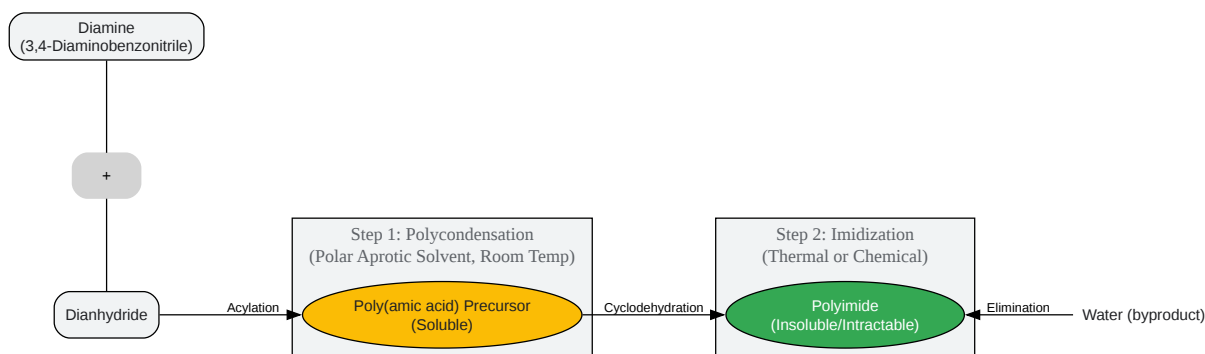 Diamine
(3,4-Diaminobenzonitrile)
+
Step 1: Polycondensation
(Polar Aprotic Solvent, Room Temp)
Step 2: Imidization
(Thermal or Chemical)
Dianhydride
Acylation
Poly(amic acid) Precursor
(Soluble)
Cyclodehydration
Polyimide
(Insoluble/Intractable)
Elimination
Water (byproduct)